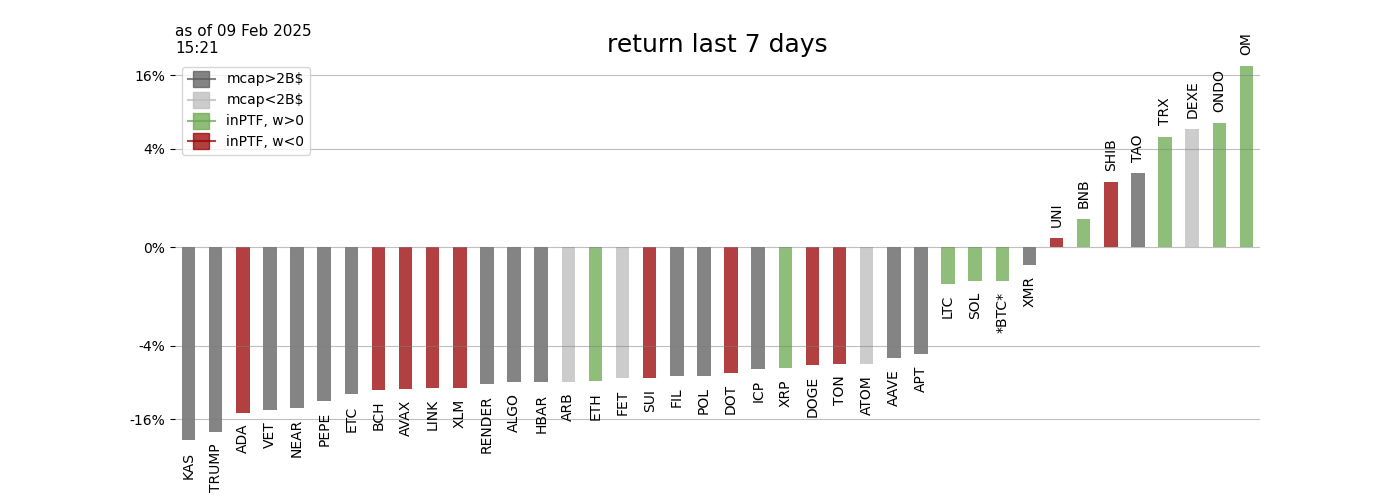 as of 09 Feb 2025
15:21
return last 7 days
mcap>2B$
mcap<2B$
inPTF, w>0
inPTF, w<0
16%
4%
0%
-4%
-16%
KAS
TRUMP
ADA
VET
NEAR
PEPE
ETC
BCH
AVAX
LINK
XLM
RENDER
ALGO
HBAR
ARB
ETH
FET
SUI
FIL
POL
DOT
ICP
XRP
DOGE
TON
ATOM
AAVE
APT
LTC
SOL
*BTC*
XMR
UNI
BNB
SHIB
TAO
TRX
DEXE
ONDO
OM